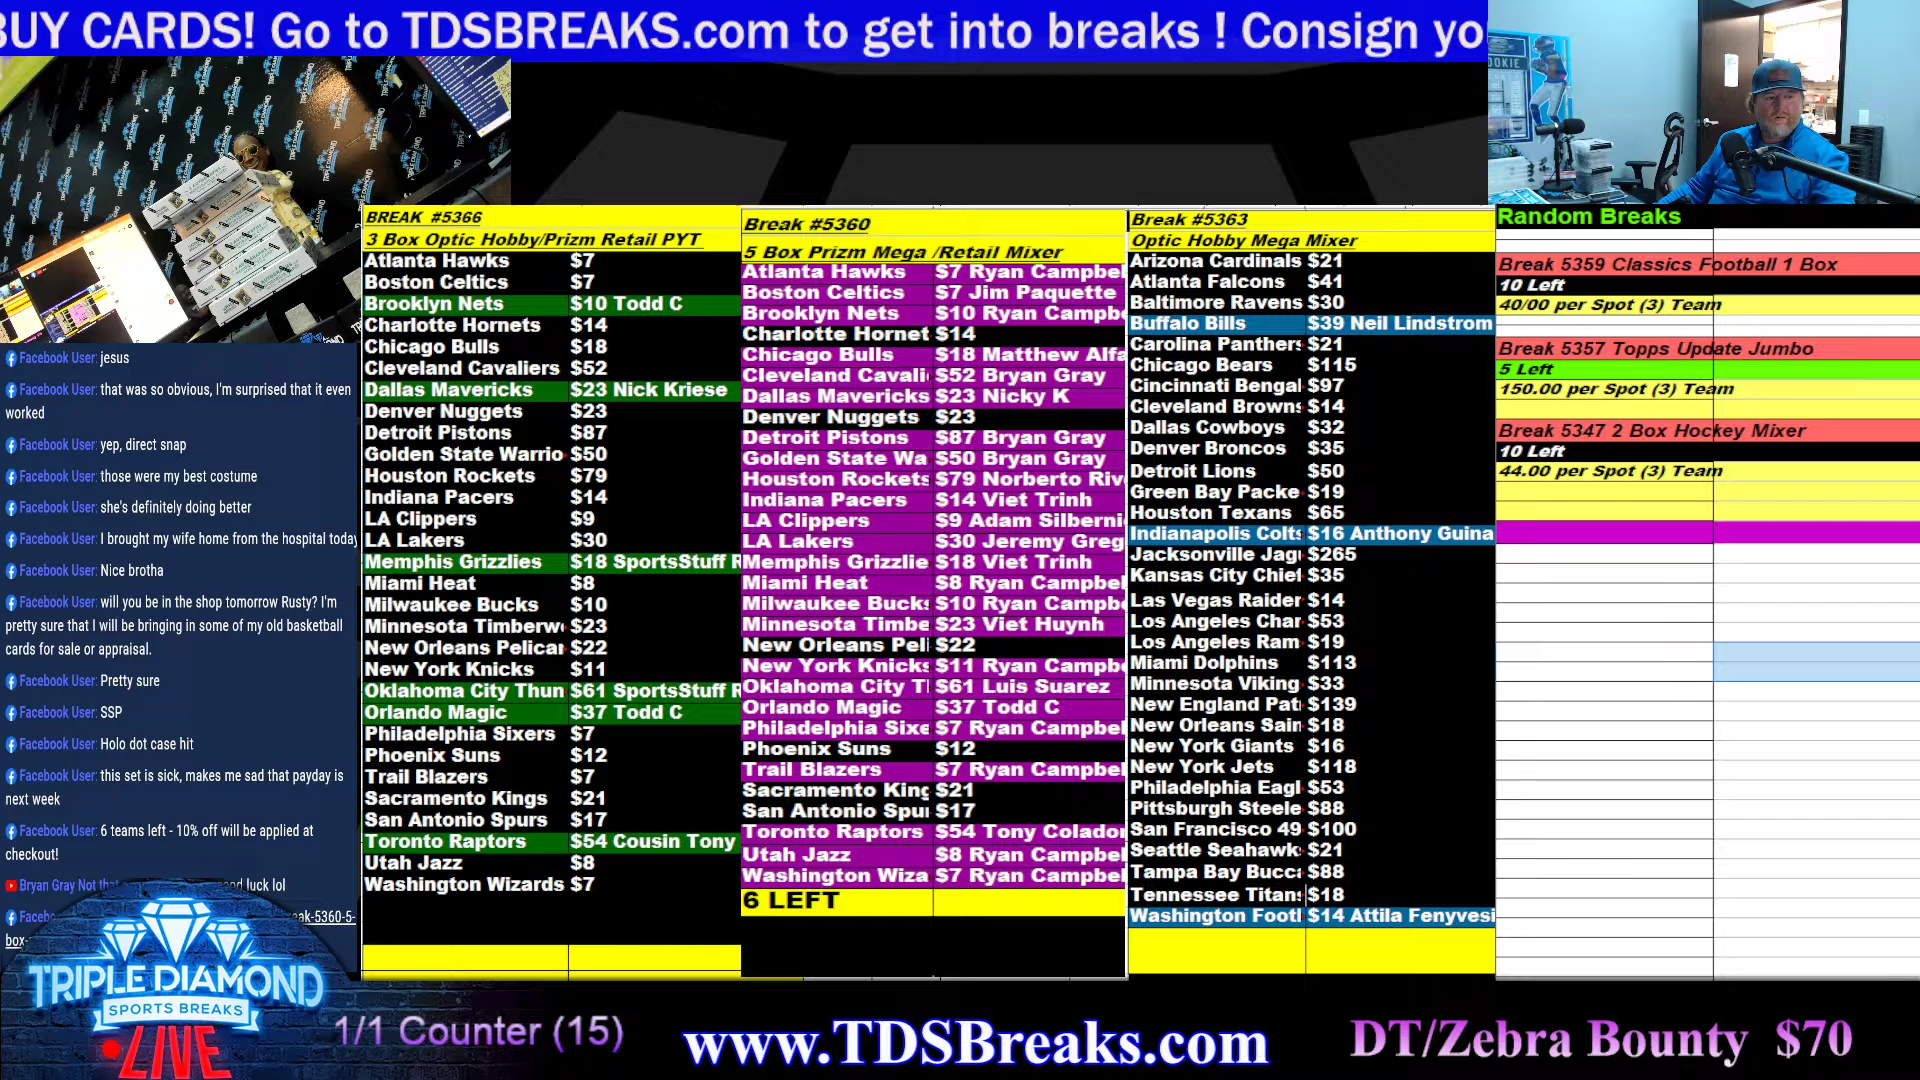 BUY CARDS! Go to TDSBREAKS.com to get into breaks ! Consign yo
OOKIE
Facebook User: jesus
Facebook User: that was so obvious, I'm surprised that it even
worked
Facebook User: yep, direct snap
Facebook User: those were my best costume
Facebook User: she's definitely doing better
Facebook User: I brought my wife home from the hospital today
Facebook User: Nice brotha
Facebook User: will you be in the shop tomorrow Rusty? I'm
pretty sure that I will be bringing in some of my old basketball
cards for sale or appraisal.
Facebook User: Pretty sure
Facebook User: SSP
Facebook User: Holo dot case hit
Facebook User: this set is sick, makes me sad that payday is
next week
Facebook User: 6 teams left - 10% off will be applied at
checkout!
Bryan Gray Not luck lol
Faceb eak-5360-5-
box-
TRIPLE DIAMOND
SPORTS BREAKS
LIVE
BREAK #5366
3 Box Optic Hobby/Prizm Retail PYT
Atlanta Hawks $7
Boston Celtics $7
Brooklyn Nets $10 Todd C
Charlotte Hornets $14
Chicago Bulls $18
Cleveland Cavaliers $52
Dallas Mavericks $23 Nick Kriese
Denver Nuggets $23
Detroit Pistons $87
Golden State Warrio $50
Houston Rockets $79
Indiana Pacers $14
LA Clippers $9
LA Lakers $30
Memphis Grizzlies $18 SportsStuff R
Miami Heat $8
Milwaukee Bucks $10
Minnesota Timberw $23
New Orleans Pelican $22
New York Knicks $11
Oklahoma City Thun $61 SportsStuff R
Orlando Magic $37 Todd C
Philadelphia Sixers $7
Phoenix Suns $12
Trail Blazers $7
Sacramento Kings $21
San Antonio Spurs $17
Toronto Raptors $54 Cousin Tony
Utah Jazz $8
Washington Wizards $7
Break #5360
5 Box Prizm Mega /Retail Mixer
Atlanta Hawks $7 Ryan Campbel
Boston Celtics $7 Jim Paquette
Brooklyn Nets $10 Ryan Campbe
Charlotte Hornet $14
Chicago Bulls $18 Matthew Alfa
Cleveland Cavali $52 Bryan Gray
Dallas Mavericks $23 Nicky K
Denver Nuggets $23
Detroit Pistons $87 Bryan Gray
Golden State Wa $50 Bryan Gray
Houston Rockets $79 Norberto Riv
Indiana Pacers $14 Viet Trinh
LA Clippers $9 Adam Silberni
LA Lakers $30 Jeremy Greg
Memphis Grizzlie $18 Viet Trinh
Miami Heat $8 Ryan Campbel
Milwaukee Bucks $10 Ryan Campbe
Minnesota Timbe $23 Viet Huynh
New Orleans Peli $22
New York Knicks $11 Ryan Campbe
Oklahoma City T $61 Luis Suarez
Orlando Magic $37 Todd C
Philadelphia Sixe $7 Ryan Campbel
Phoenix Suns $12
Trail Blazers $7 Ryan Campbel
Sacramento King $21
San Antonio Spu $17
Toronto Raptors $54 Tony Colador
Utah Jazz $8 Ryan Campbel
Washington Wiza $7 Ryan Campbel
6 LEFT
Break #5363
Optic Hobby Mega Mixer
Arizona Cardinals $21
Atlanta Falcons $41
Baltimore Ravens $30
Buffalo Bills $39 Neil Lindstrom
Carolina Panthers $21
Chicago Bears $115
Cincinnati Bengal $97
Cleveland Browns $14
Dallas Cowboys $32
Denver Broncos $35
Detroit Lions $50
Green Bay Packe $19
Houston Texans $65
Indianapolis Colts $16 Anthony Guina
Jacksonville Jagu $265
Kansas City Chief $35
Las Vegas Raider $14
Los Angeles Char $53
Los Angeles Ram $19
Miami Dolphins $113
Minnesota Viking $33
New England Pat $139
New Orleans Sain $18
New York Giants $16
New York Jets $118
Philadelphia Eagl $53
Pittsburgh Steele $88
San Francisco 49 $100
Seattle Seahawk $21
Tampa Bay Bucca $88
Tennessee Titans $18
Washington Footl $14 Attila Fenyvesi
Random Breaks
Break 5359 Classics Football 1 Box
10 Left
40/00 per Spot (3) Team
Break 5357 Topps Update Jumbo
5 Left
150.00 per Spot (3) Team
Break 5347 2 Box Hockey Mixer
10 Left
44.00 per Spot (3) Team
1/1 Counter (15)
www.TDSBreaks.com
DT/Zebra Bounty $70